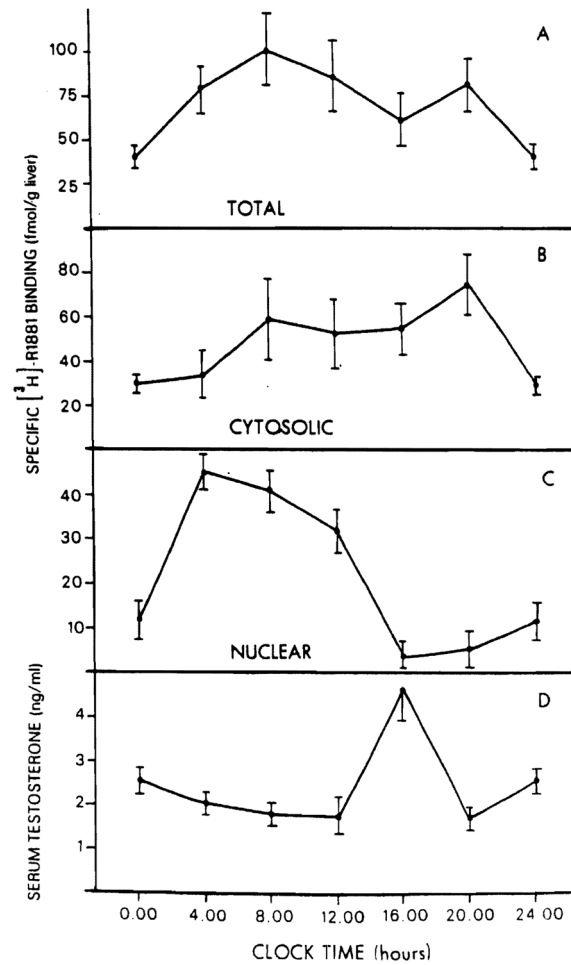 A
100
75
50
25
TOTAL
B
80
60
40
20
CYTOSOLIC
C
40
30
20
10
NUCLEAR
D
4
3
2
1
0.00 4.00 8.00 12.00 16.00 20.00 24.00
CLOCK TIME (hours)
SPECIFIC [³H]-R1881 BINDING (fmol/g liver)
SERUM TESTOSTERONE (ng/ml)